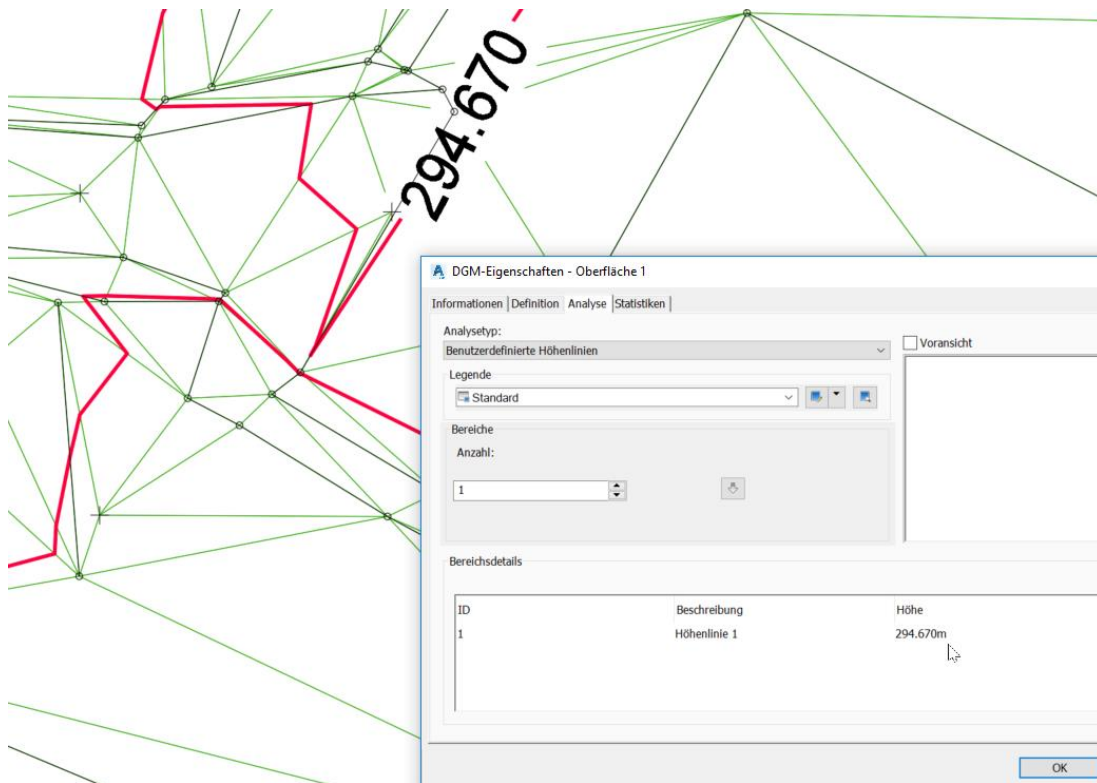 294.670
DGM-Eigenschaften - Oberfläche 1
Informationen Definition Analyse Statistiken
Analysetyp:
Benutzerdefinierte Höhenlinien
Voransicht
Legende
Standard
Bereiche
Anzahl:
1
Bereichsdetails
ID Beschreibung Höhe
1 Höhenlinie 1 294.670m
OK